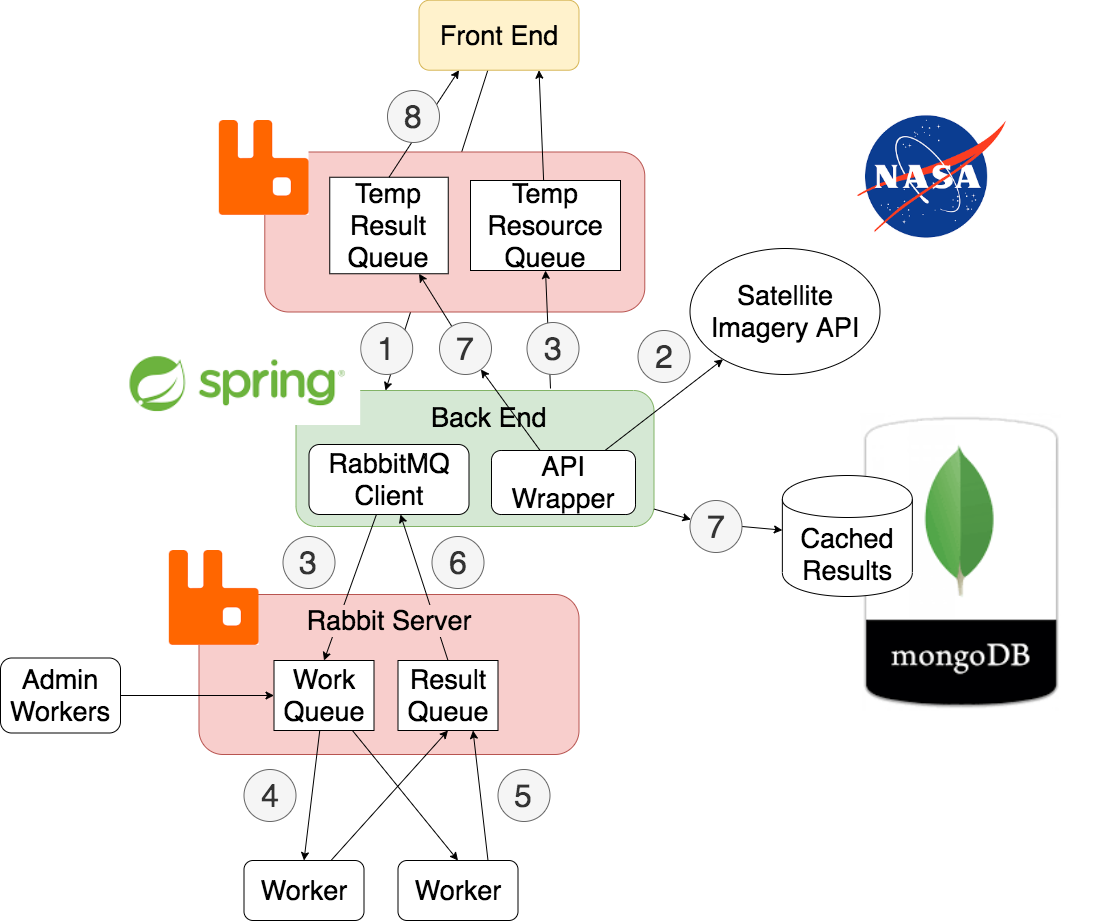 Front End
8
Temp
Result
Queue
Temp
Resource
Queue
NASA
Satellite
Imagery API
1
7
3
2
spring
Back End
RabbitMQ
Client
API
Wrapper
7
Cached
Results
mongoDB
3
6
Rabbit Server
Admin
Workers
Work
Queue
Result
Queue
4
5
Worker
Worker